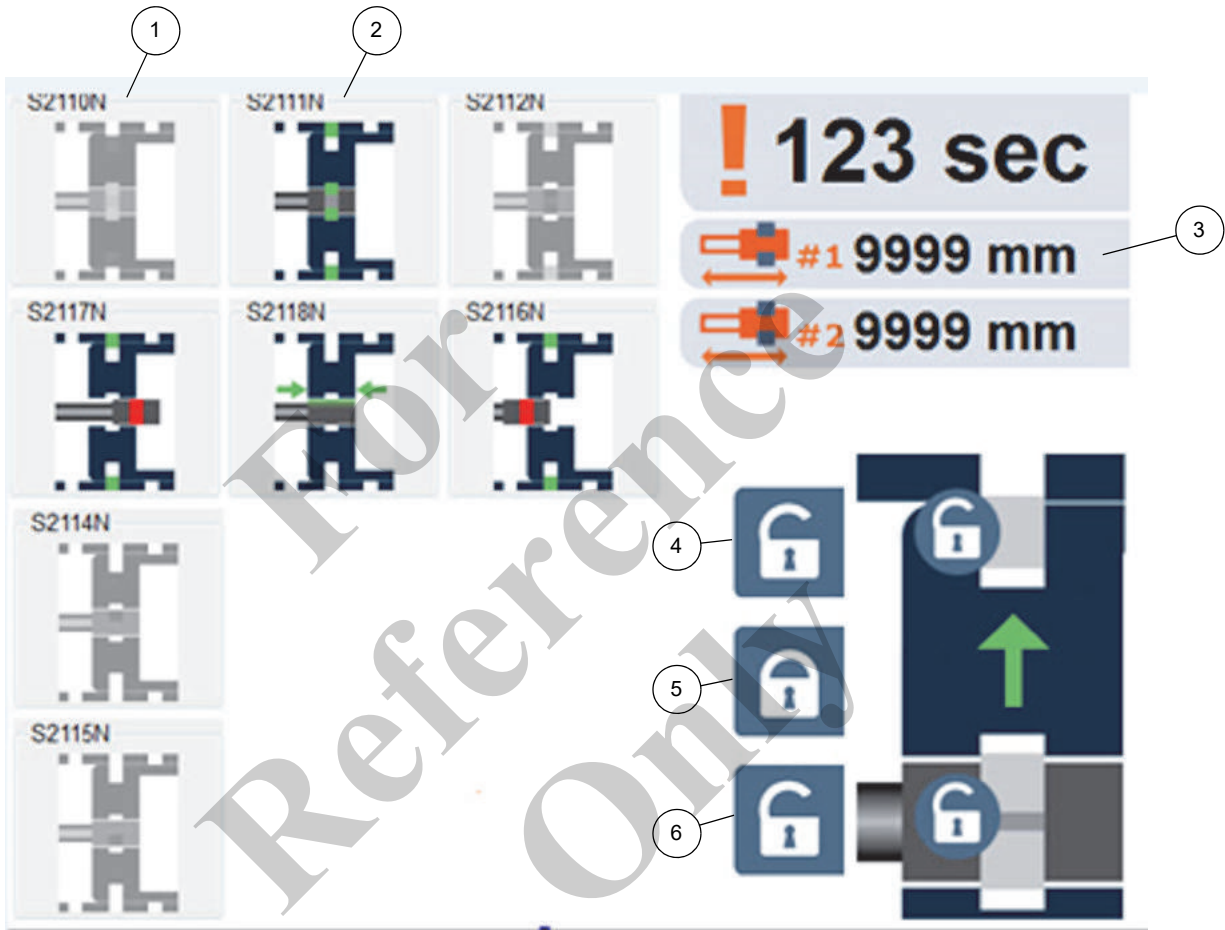 1
2
S2110N
S2111N
S2112N
! 123 sec
3
#1 9999 mm
S2117N
S2118N
S2116N
#2 9999 mm
4
S2114N
5
S2115N
6
For
Reference
Only